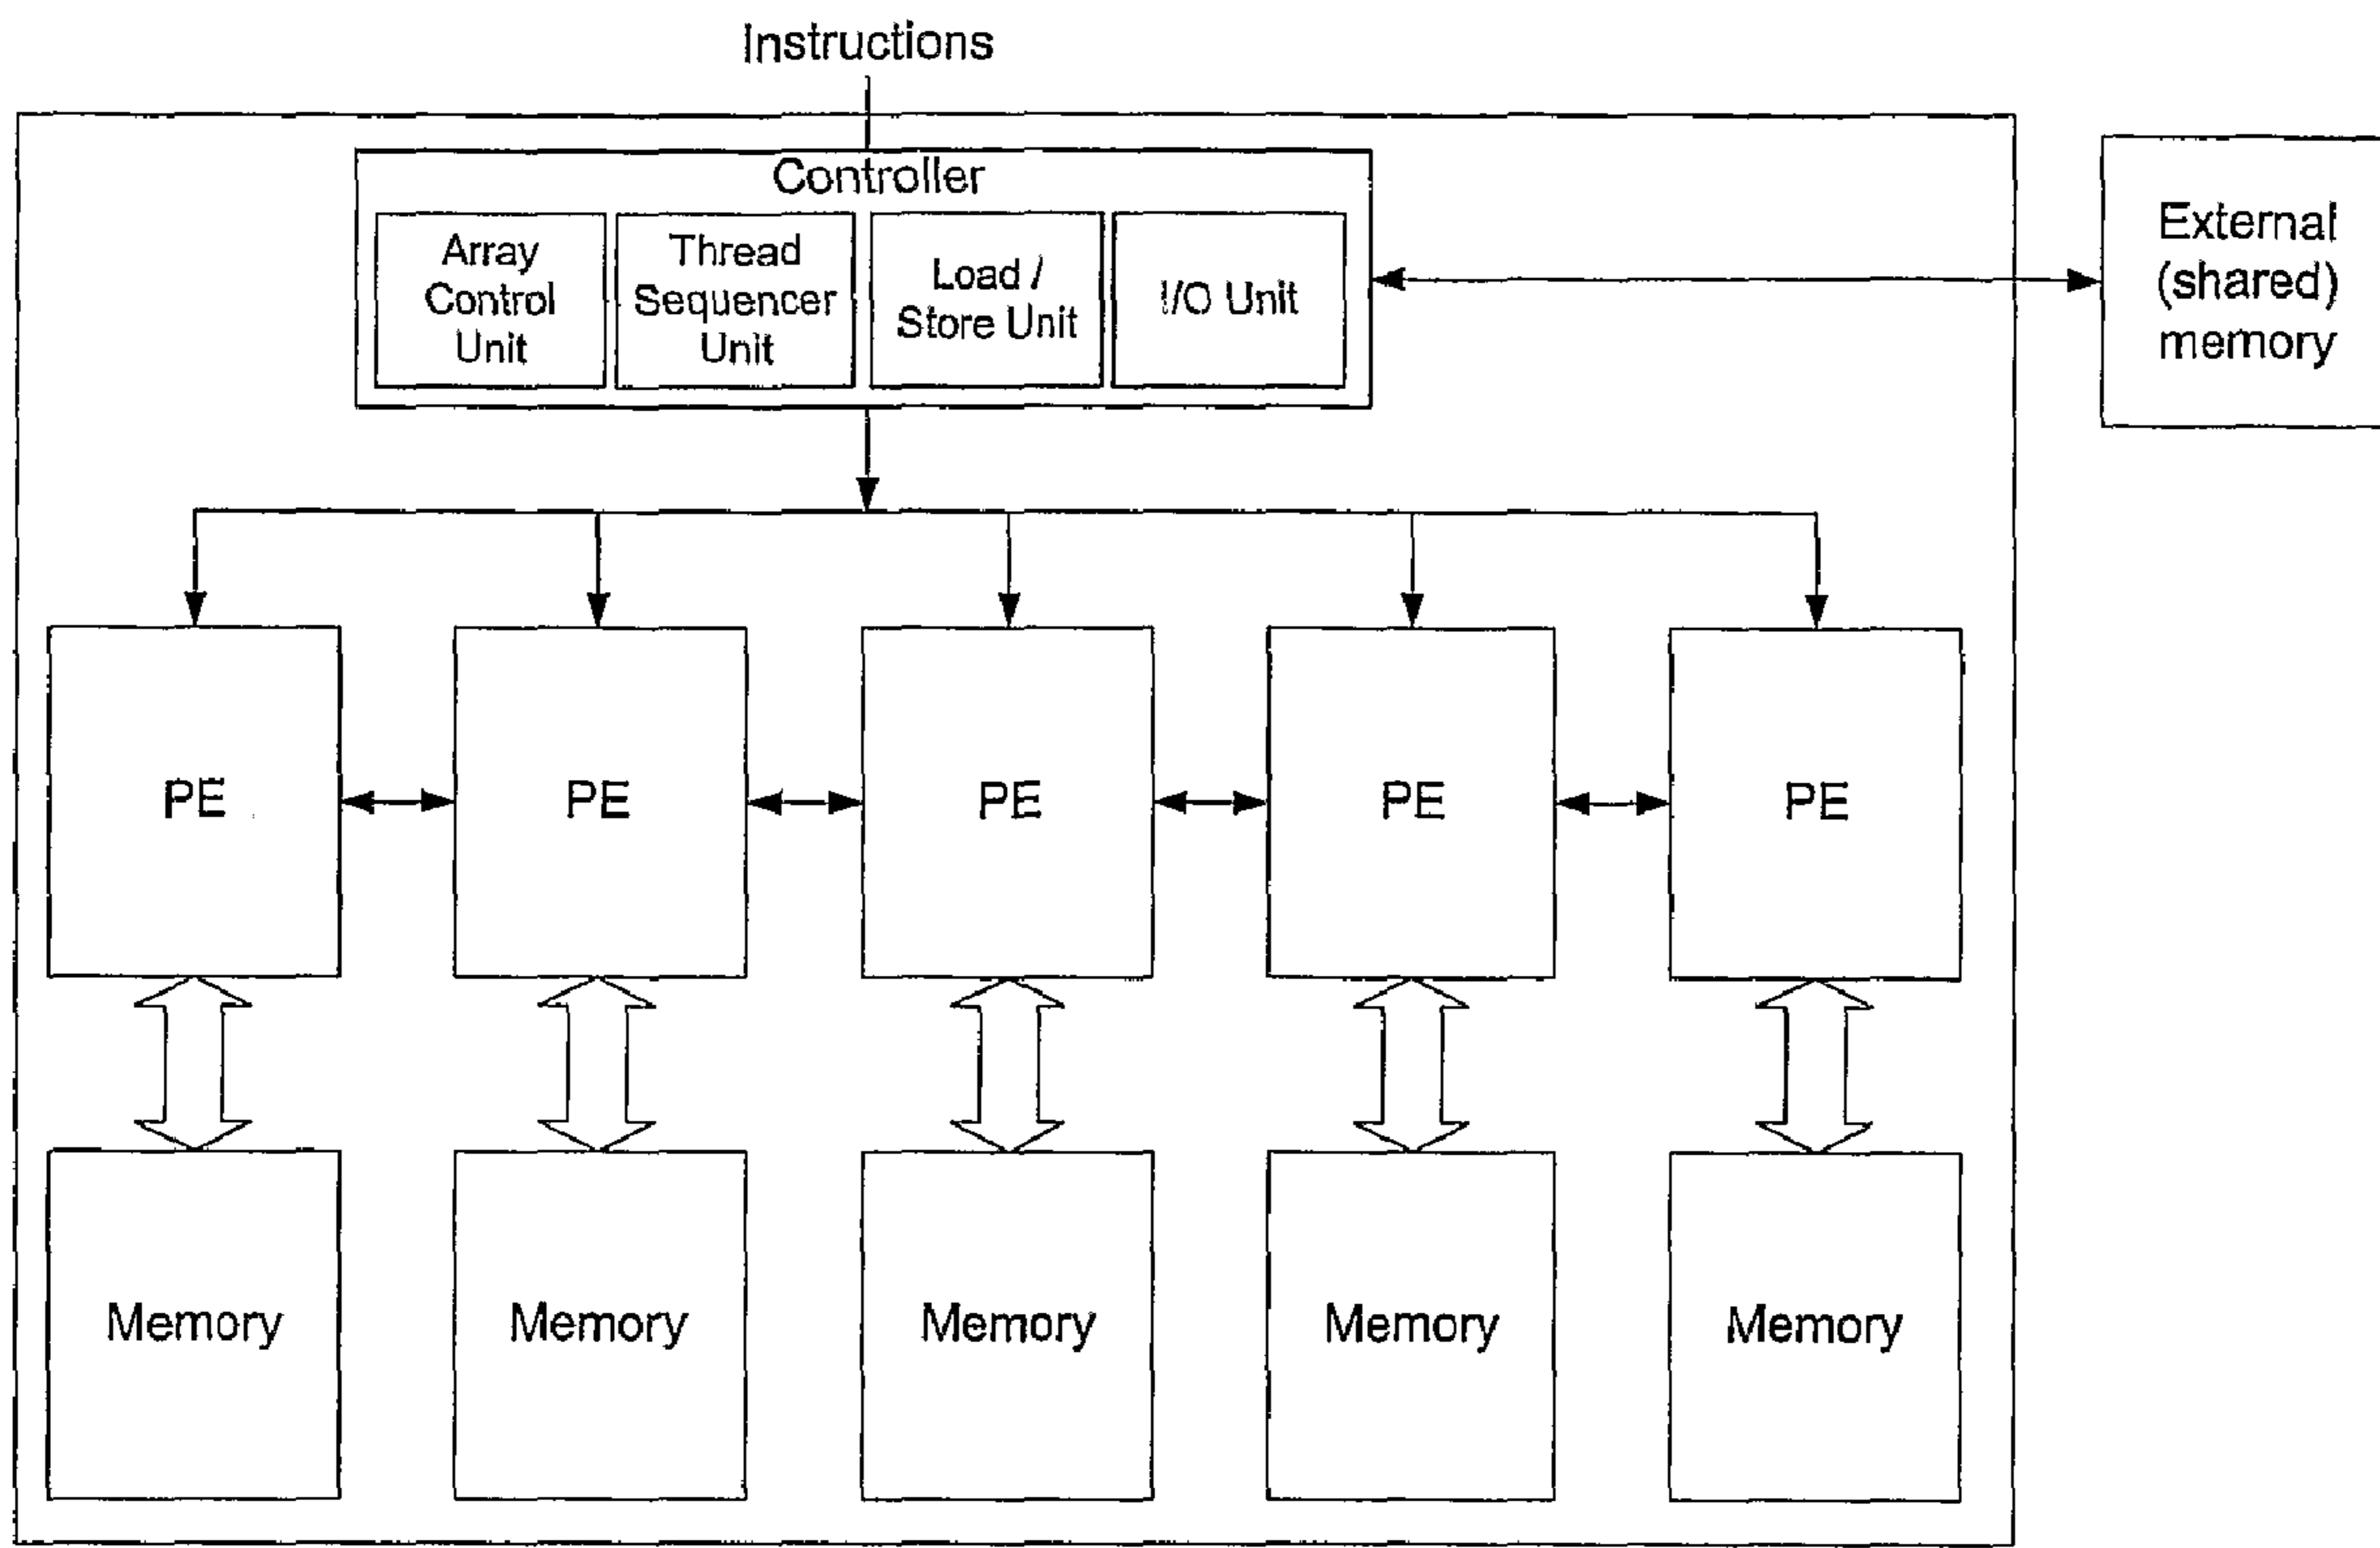 Instructions
Controller
Array
Control
Unit
Thread
Sequencer
Unit
Load /
Store Unit
I/O Unit
External
(shared)
memory
PE
PE
PE
PE
PE
Memory
Memory
Memory
Memory
Memory